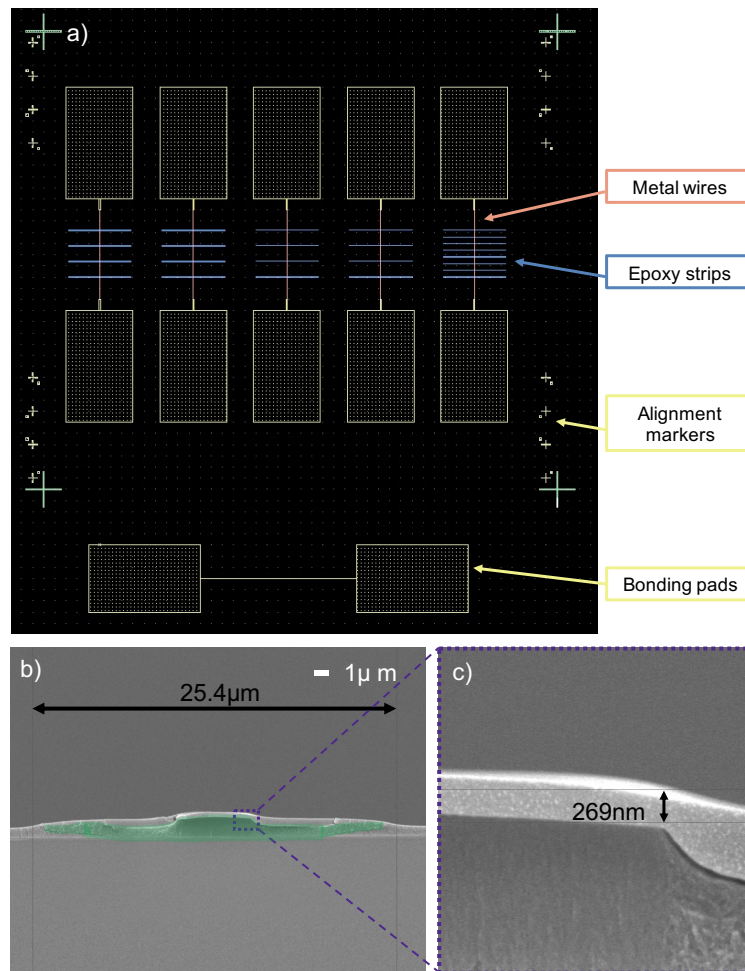 a)
Metal wires
Epoxy strips
Alignment
markers
Bonding pads
b)
1µ m
c)
25.4µm
269nm